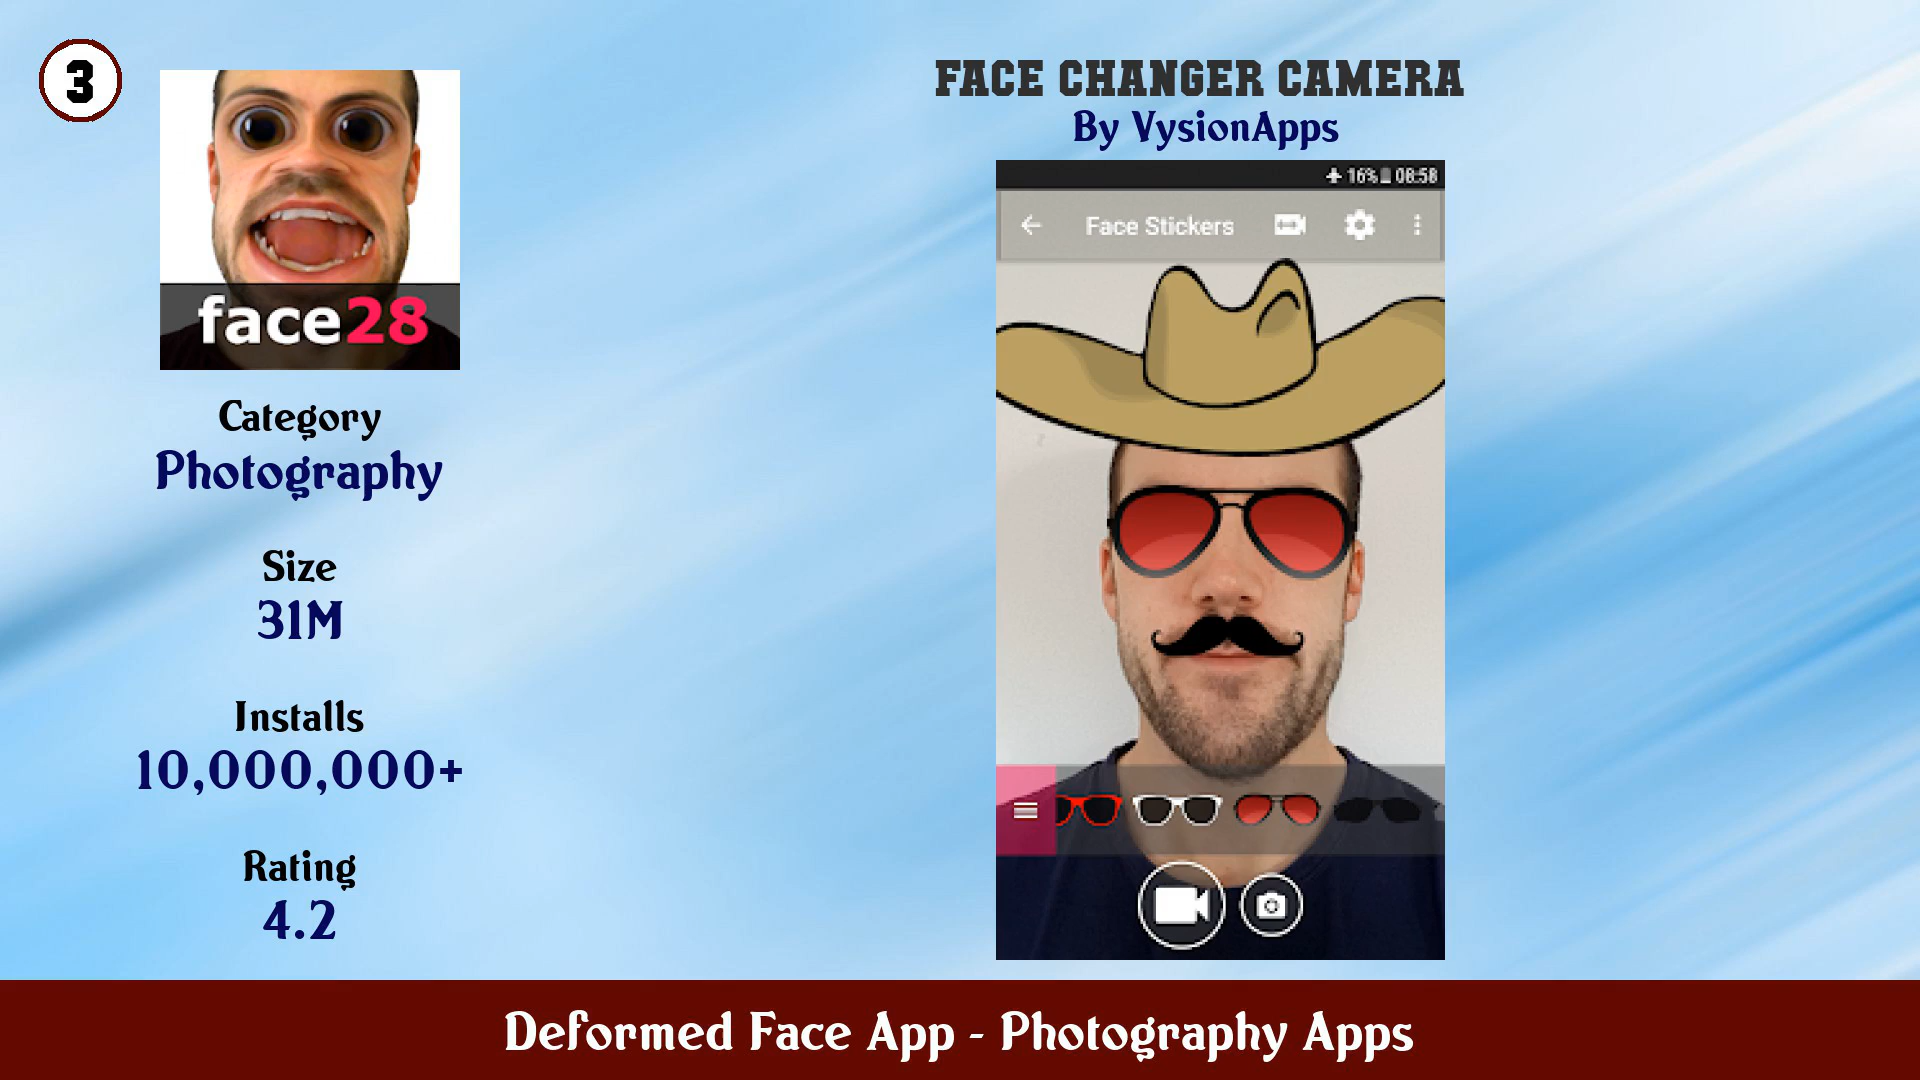 3
face28
Category
Photography
Size
31M
Installs
10,000,000+
Rating
4.2
FACE CHANGER CAMERA
By VysionApps
16% 08:58
Face Stickers
Deformed Face App - Photography Apps